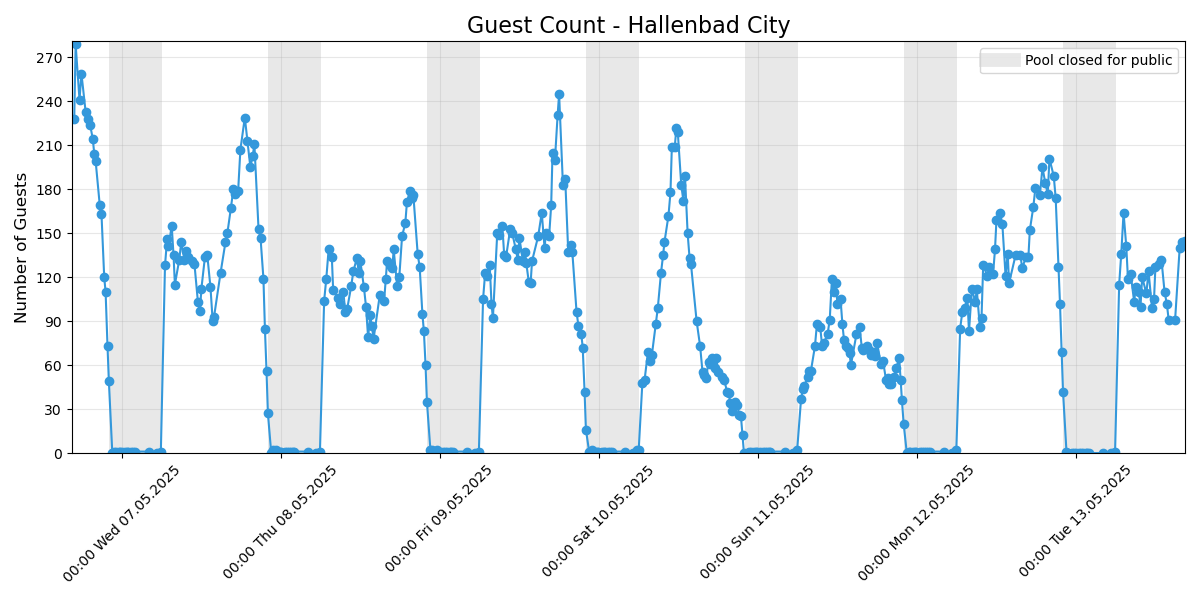 Guest Count - Hallenbad City
Pool closed for public
Number of Guests
270
240
210
180
150
120
90
60
30
0
00:00 Wed 07.05.2025
00:00 Thu 08.05.2025
00:00 Fri 09.05.2025
00:00 Sat 10.05.2025
00:00 Sun 11.05.2025
00:00 Mon 12.05.2025
00:00 Tue 13.05.2025